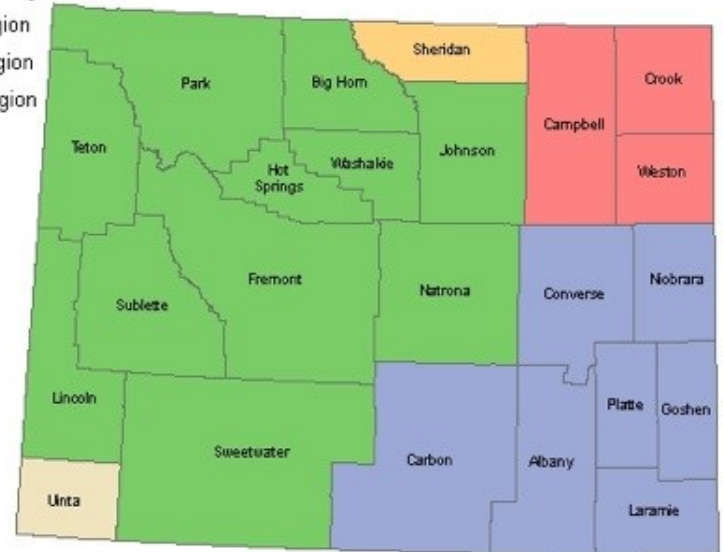 gion
gion
gion
Sheridan
Park
Big Horn
Crook
Campbell
Teton
Johnson
Washakie
Hot
Springs
Weston
Fremont
Niobrara
Natrona
Converse
Sublette
Lincoln
Platte
Goshen
Sweetwater
Carbon
Albany
Uinta
Laramie